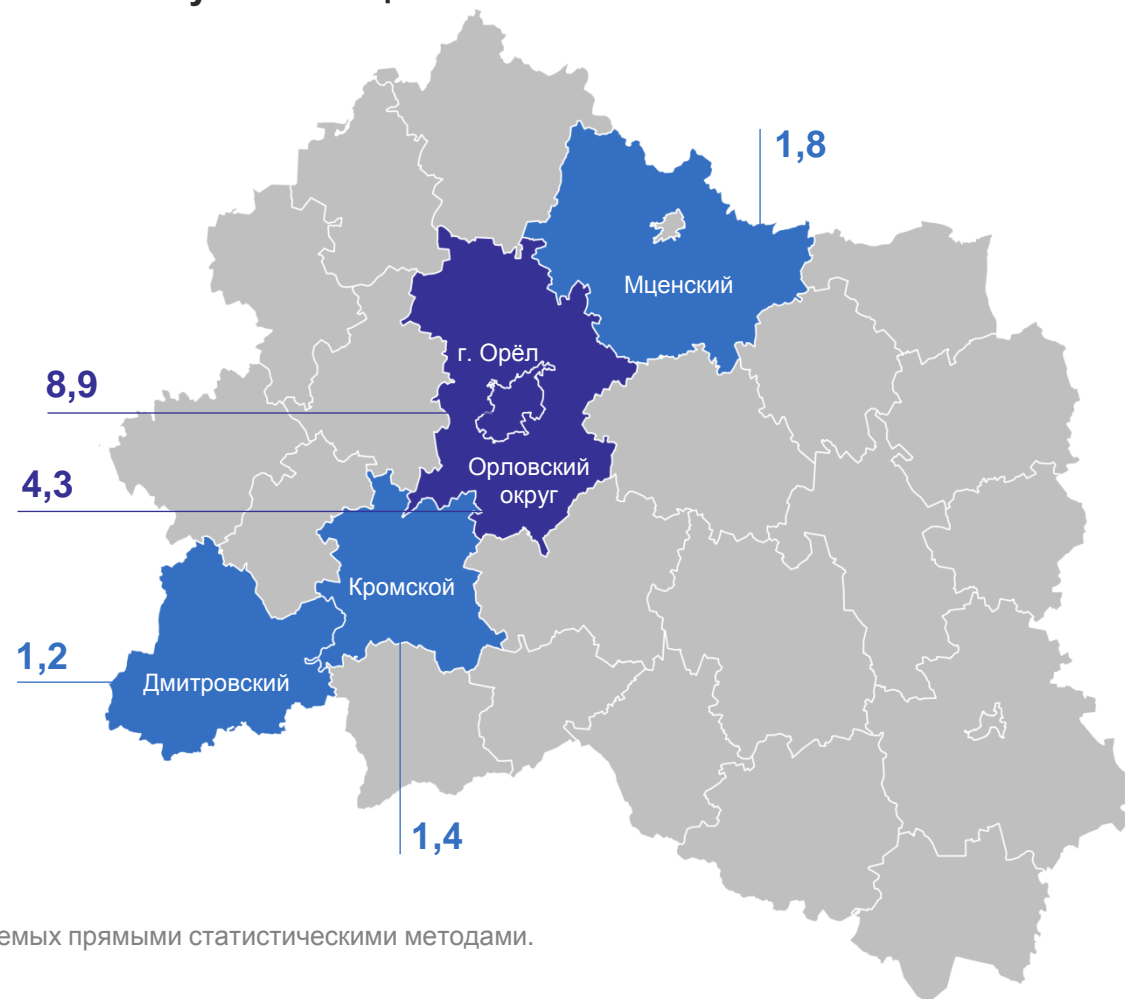 1,8
Мценский
г. Орёл
8,9
Орловский
округ
4,3
Кромской
1,2
Дмитровский
1,4
емых прямыми статистическими методами.